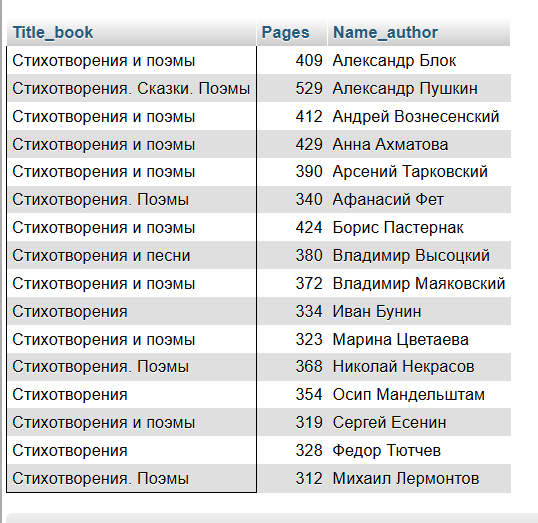 Title_book Pages Name_author
Стихотворения и поэмы 409 Александр Блок
Стихотворения. Сказки. Поэмы 529 Александр Пушкин
Стихотворения и поэмы 412 Андрей Вознесенский
Стихотворения и поэмы 429 Анна Ахматова
Стихотворения и поэмы 390 Арсений Тарковский
Стихотворения. Поэмы 340 Афанасий Фет
Стихотворения и поэмы 424 Борис Пастернак
Стихотворения и песни 380 Владимир Высоцкий
Стихотворения и поэмы 372 Владимир Маяковский
Стихотворения 334 Иван Бунин
Стихотворения и поэмы 323 Марина Цветаева
Стихотворения. Поэмы 368 Николай Некрасов
Стихотворения 354 Осип Мандельштам
Стихотворения и поэмы 319 Сергей Есенин
Стихотворения 328 Федор Тютчев
Стихотворения. Поэмы 312 Михаил Лермонтов